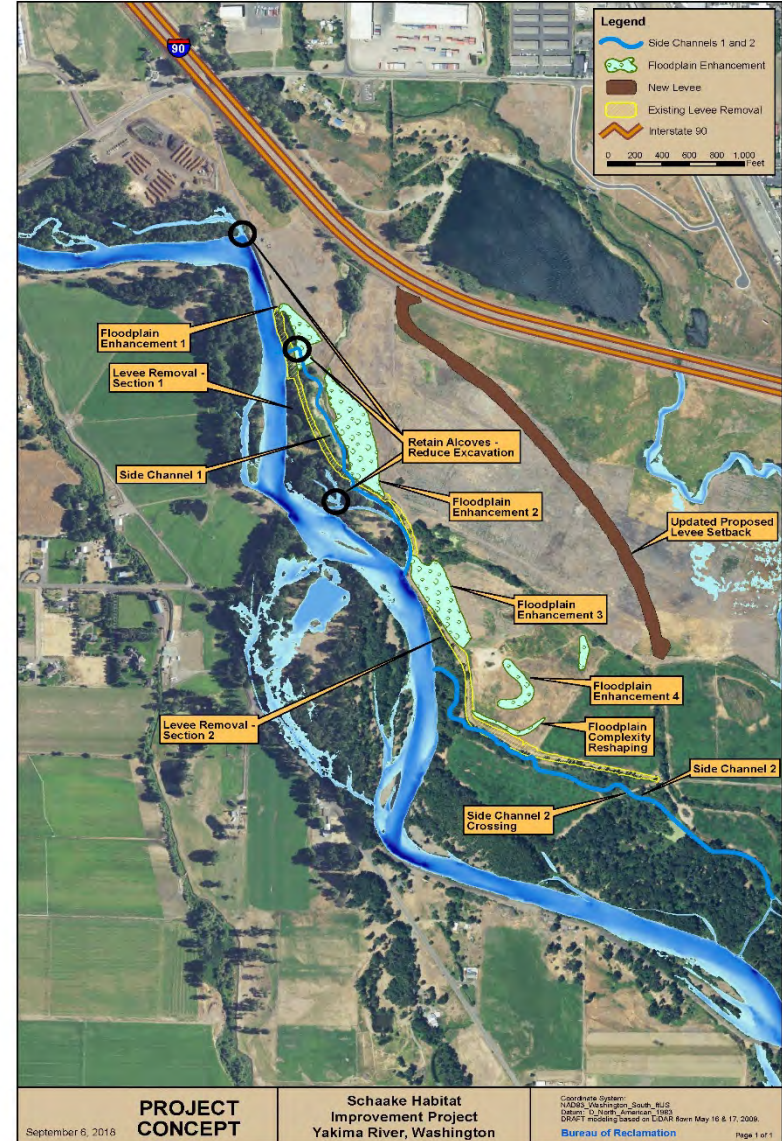 Legend
Side Channels 1 and 2
Floodplain Enhancement
New Levee
Existing Levee Removal
Interstate 90
0 200 400 600 800 1,000
Feet
90
Floodplain
Enhancement 1
Levee Removal -
Section 1
Side Channel 1
Retain Alcoves -
Reduce Excavation
Floodplain
Enhancement 2
Updated Proposed
Levee Setback
Floodplain
Enhancement 3
Floodplain
Enhancement 4
Levee Removal -
Section 2
Floodplain
Complexity
Reshaping
Side Channel 2
Side Channel 2
Crossing
September 6, 2018
PROJECT
CONCEPT
Schaake Habitat
Improvement Project
Yakima River, Washington
Coordinate System:
NAD83_Washington_South_ftUS
Datum: D_North_American_1983
DRAFT modeling based on LiDAR flown May 16 & 17, 2009.
Bureau of Reclamation
Page 1 of 1